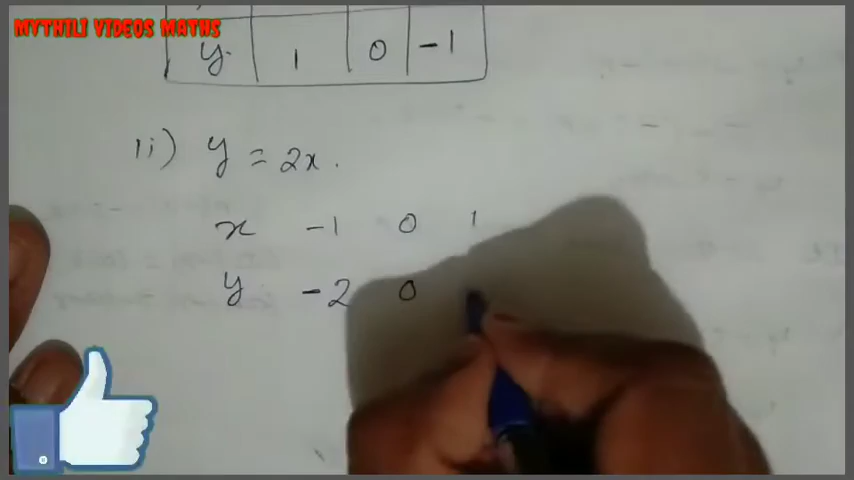 MYTHILI VIDEOS MATHS
y. 1 0 -1
ii) y = 2x.
x -1 0 1
y -2 0